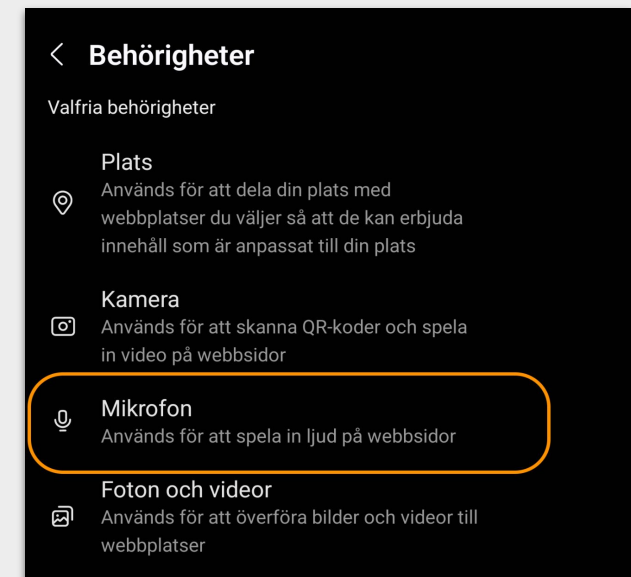 Behörigheter
Valfria behörigheter
Plats
Används för att dela din plats med
webbplatser du väljer så att de kan erbjuda
innehåll som är anpassat till din plats
Kamera
Används för att skanna QR-koder och spela
in video på webbsidor
Mikrofon
Används för att spela in ljud på webbsidor
Foton och videor
Används för att överföra bilder och videor till
webbplatser